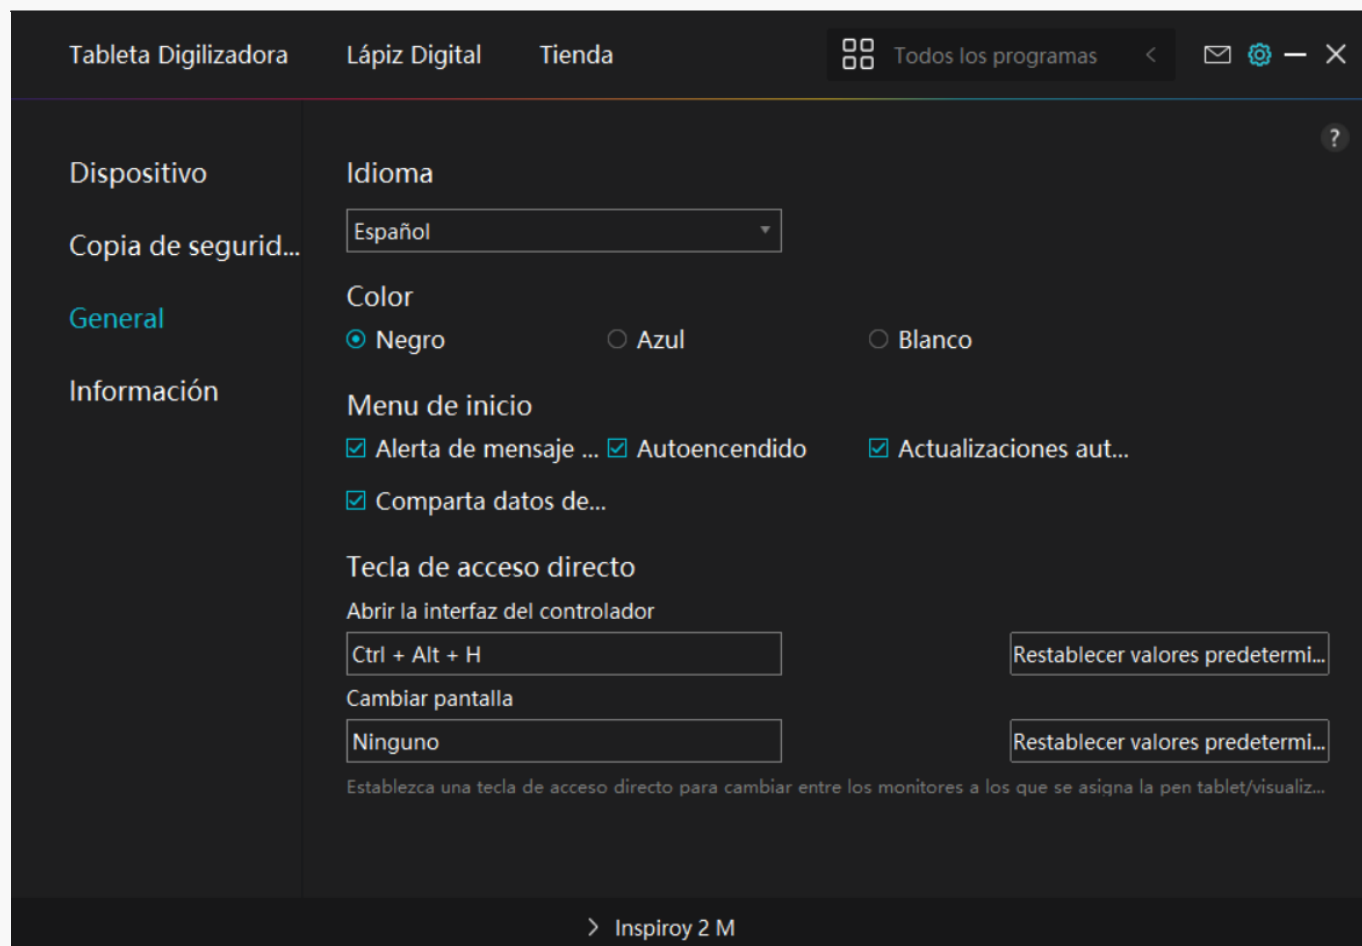 Tableta Digilizadora Lápiz Digital Tienda Todos los programas
?
Dispositivo
Copia de segurid...
General
Información
Idioma
Español
Color
Negro Azul Blanco
Menu de inicio
Alerta de mensaje ... Autoencendido Actualizaciones aut...
Comparta datos de...
Tecla de acceso directo
Abrir la interfaz del controlador
Ctrl + Alt + H Restablecer valores predetermi...
Cambiar pantalla
Ninguno Restablecer valores predetermi...
Establezca una tecla de acceso directo para cambiar entre los monitores a los que se asigna la pen tablet/visualiz...
Inspiroy 2 M